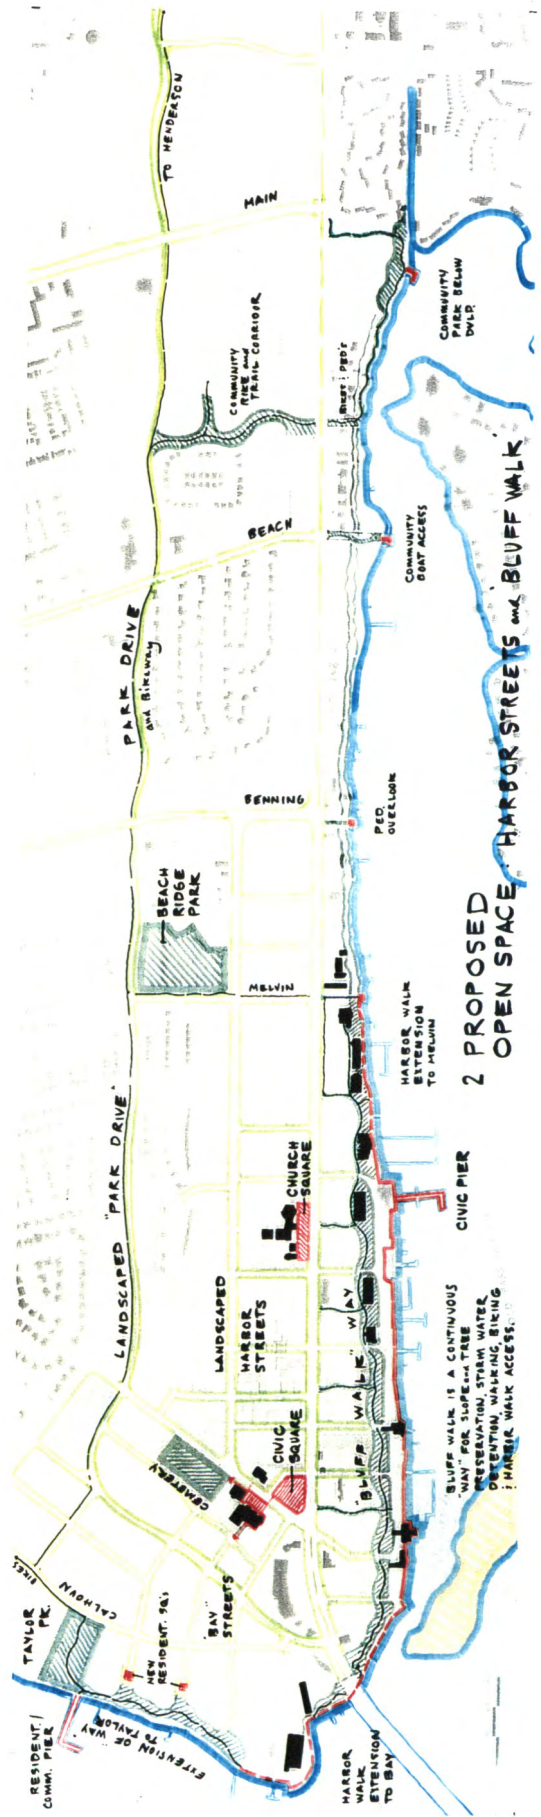 2 PROPOSED
OPEN SPACE: HARBOR STREETS and 'BLUFF WALK'
"BLUFF WALK IS A CONTINUOUS
"WAY" FOR SLOPE and TREE
PRESERVATION, STORM WATER
DETENTION, WALKING, BIKING
& HARBOR WALK ACCESS.
RESIDENT./
COMM. PIER
TAYLOR
PK.
BIKES
CALHOUN
EXTENSION OF "WAY"
TO TAYLOR
NEW
RESIDENT. SQ'S
"BAY"
STREETS
CEMETERY
CIVIC
SQUARE
HARBOR
WALK
EXTENSION
TO BAY
LANDSCAPED "PARK DRIVE"
LANDSCAPED
HARBOR
STREETS
CHURCH
SQUARE
"BLUFF WALK" WAY
CIVIC PIER
HARBOR WALK
EXTENSION
TO MELVIN
MELVIN
BEACH
RIDGE
PARK
BENNING
PED.
OVERLOOK
PARK DRIVE
and Bikeway
BEACH
COMMUNITY
BOAT ACCESS
COMMUNITY
BIKE and
TRAIL CORRIDOR
BIKES & PED'S
MAIN
TO HENDERSON
COMMUNITY
PARK BELOW
DVLP.